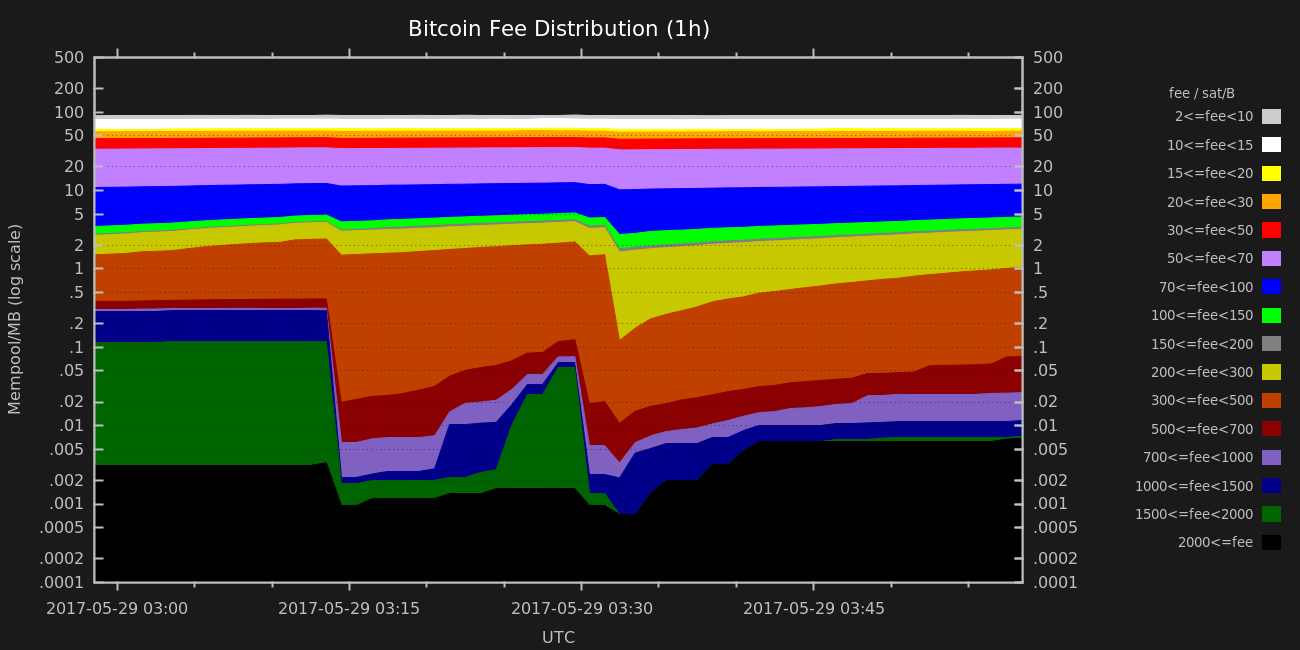 Bitcoin Fee Distribution (1h)
Mempool/MB (log scale)
500
200
100
50
20
10
5
2
1
.5
.2
.1
.05
.02
.01
.005
.002
.001
.0005
.0002
.0001
500
200
100
50
20
10
5
2
1
.5
.2
.1
.05
.02
.01
.005
.002
.001
.0005
.0002
.0001
2017-05-29 03:00 2017-05-29 03:15 2017-05-29 03:30 2017-05-29 03:45
UTC
fee / sat/B
2<=fee<10
10<=fee<15
15<=fee<20
20<=fee<30
30<=fee<50
50<=fee<70
70<=fee<100
100<=fee<150
150<=fee<200
200<=fee<300
300<=fee<500
500<=fee<700
700<=fee<1000
1000<=fee<1500
1500<=fee<2000
2000<=fee